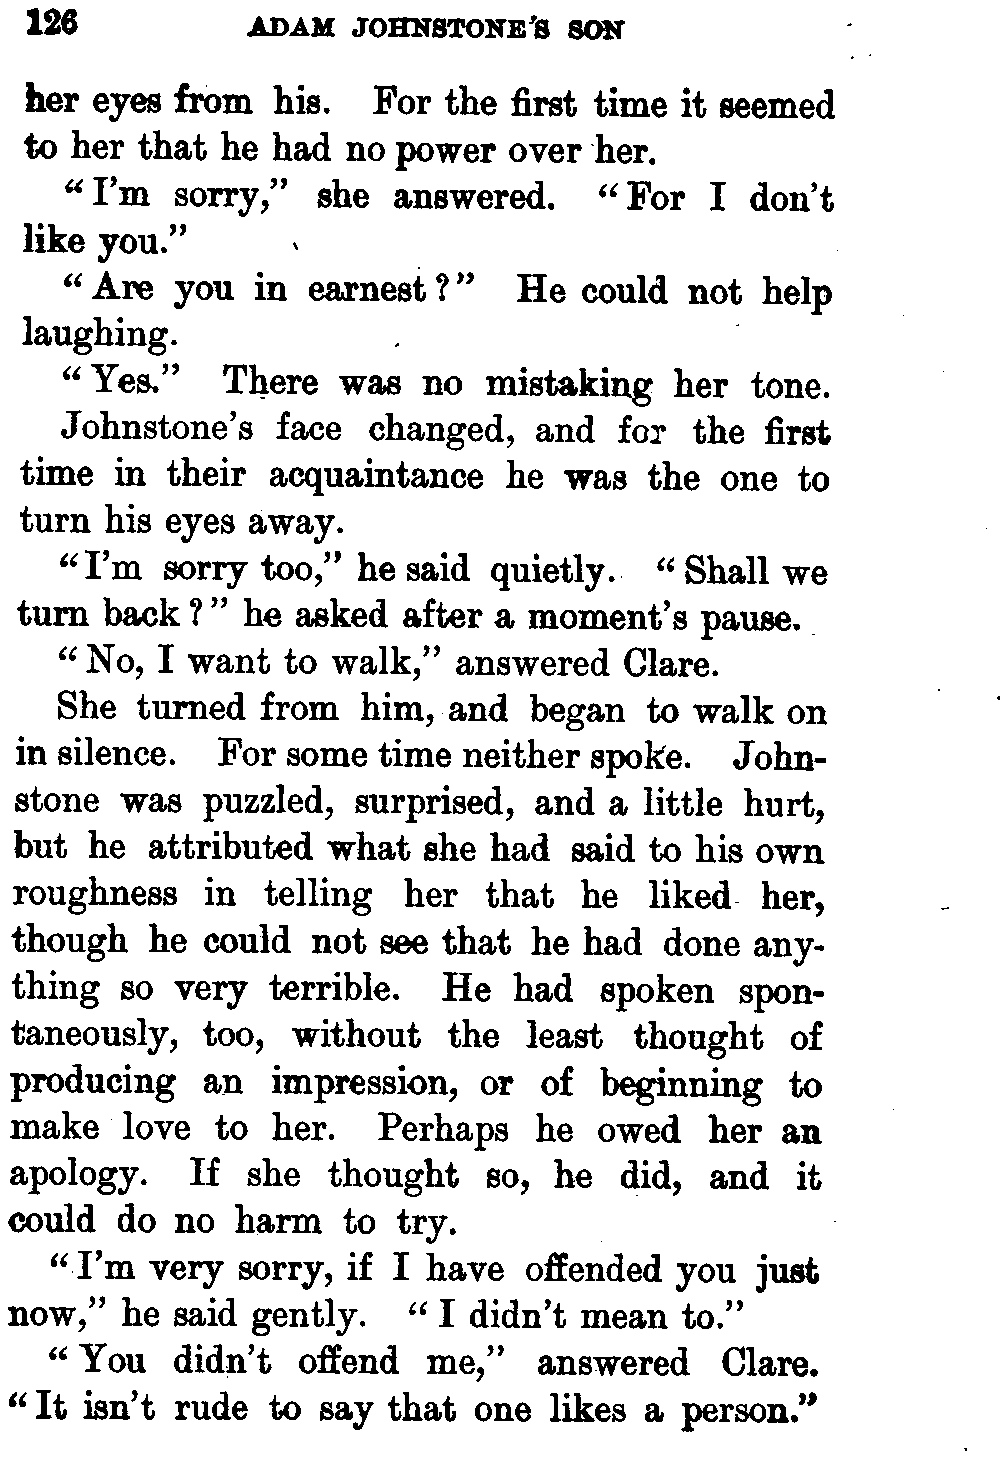 126 ADAM JOHNSTONE'S SON
her eyes from his. For the first time it seemed
to her that he had no power over her.
"I'm sorry," she answered. "For I don't
like you."
"Are you in earnest?" He could not help
laughing.
"Yes." There was no mistaking her tone.
Johnstone's face changed, and for the first
time in their acquaintance he was the one to
turn his eyes away.
"I'm sorry too," he said quietly. "Shall we
turn back?" he asked after a moment's pause.
"No, I want to walk," answered Clare.
She turned from him, and began to walk on
in silence. For some time neither spoke. John-
stone was puzzled, surprised, and a little hurt,
but he attributed what she had said to his own
roughness in telling her that he liked her,
though he could not see that he had done any-
thing so very terrible. He had spoken spon-
taneously, too, without the least thought of
producing an impression, or of beginning to
make love to her. Perhaps he owed her an
apology. If she thought so, he did, and it
could do no harm to try.
"I'm very sorry, if I have offended you just
now," he said gently. "I didn't mean to."
"You didn't offend me," answered Clare.
"It isn't rude to say that one likes a person."